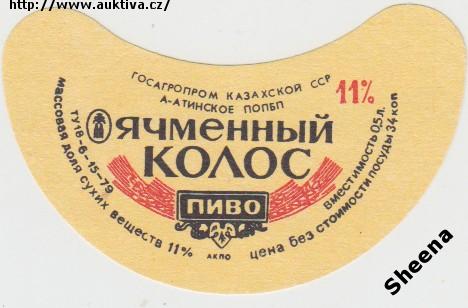 http://www.auktiva.cz/
ГОСАГРОПРОМ КАЗАХСКОЙ ССР
А-АТИНСКОЕ ПОПБП
11%
ЯЧМЕННЫЙ
КОЛОС
ПИВО
АКПО
ТУ18-6-15-79
массовая доля сухих веществ 11%
Вместимость 0,5 л.
цена без стоимости посуды 34 коп
Sheena